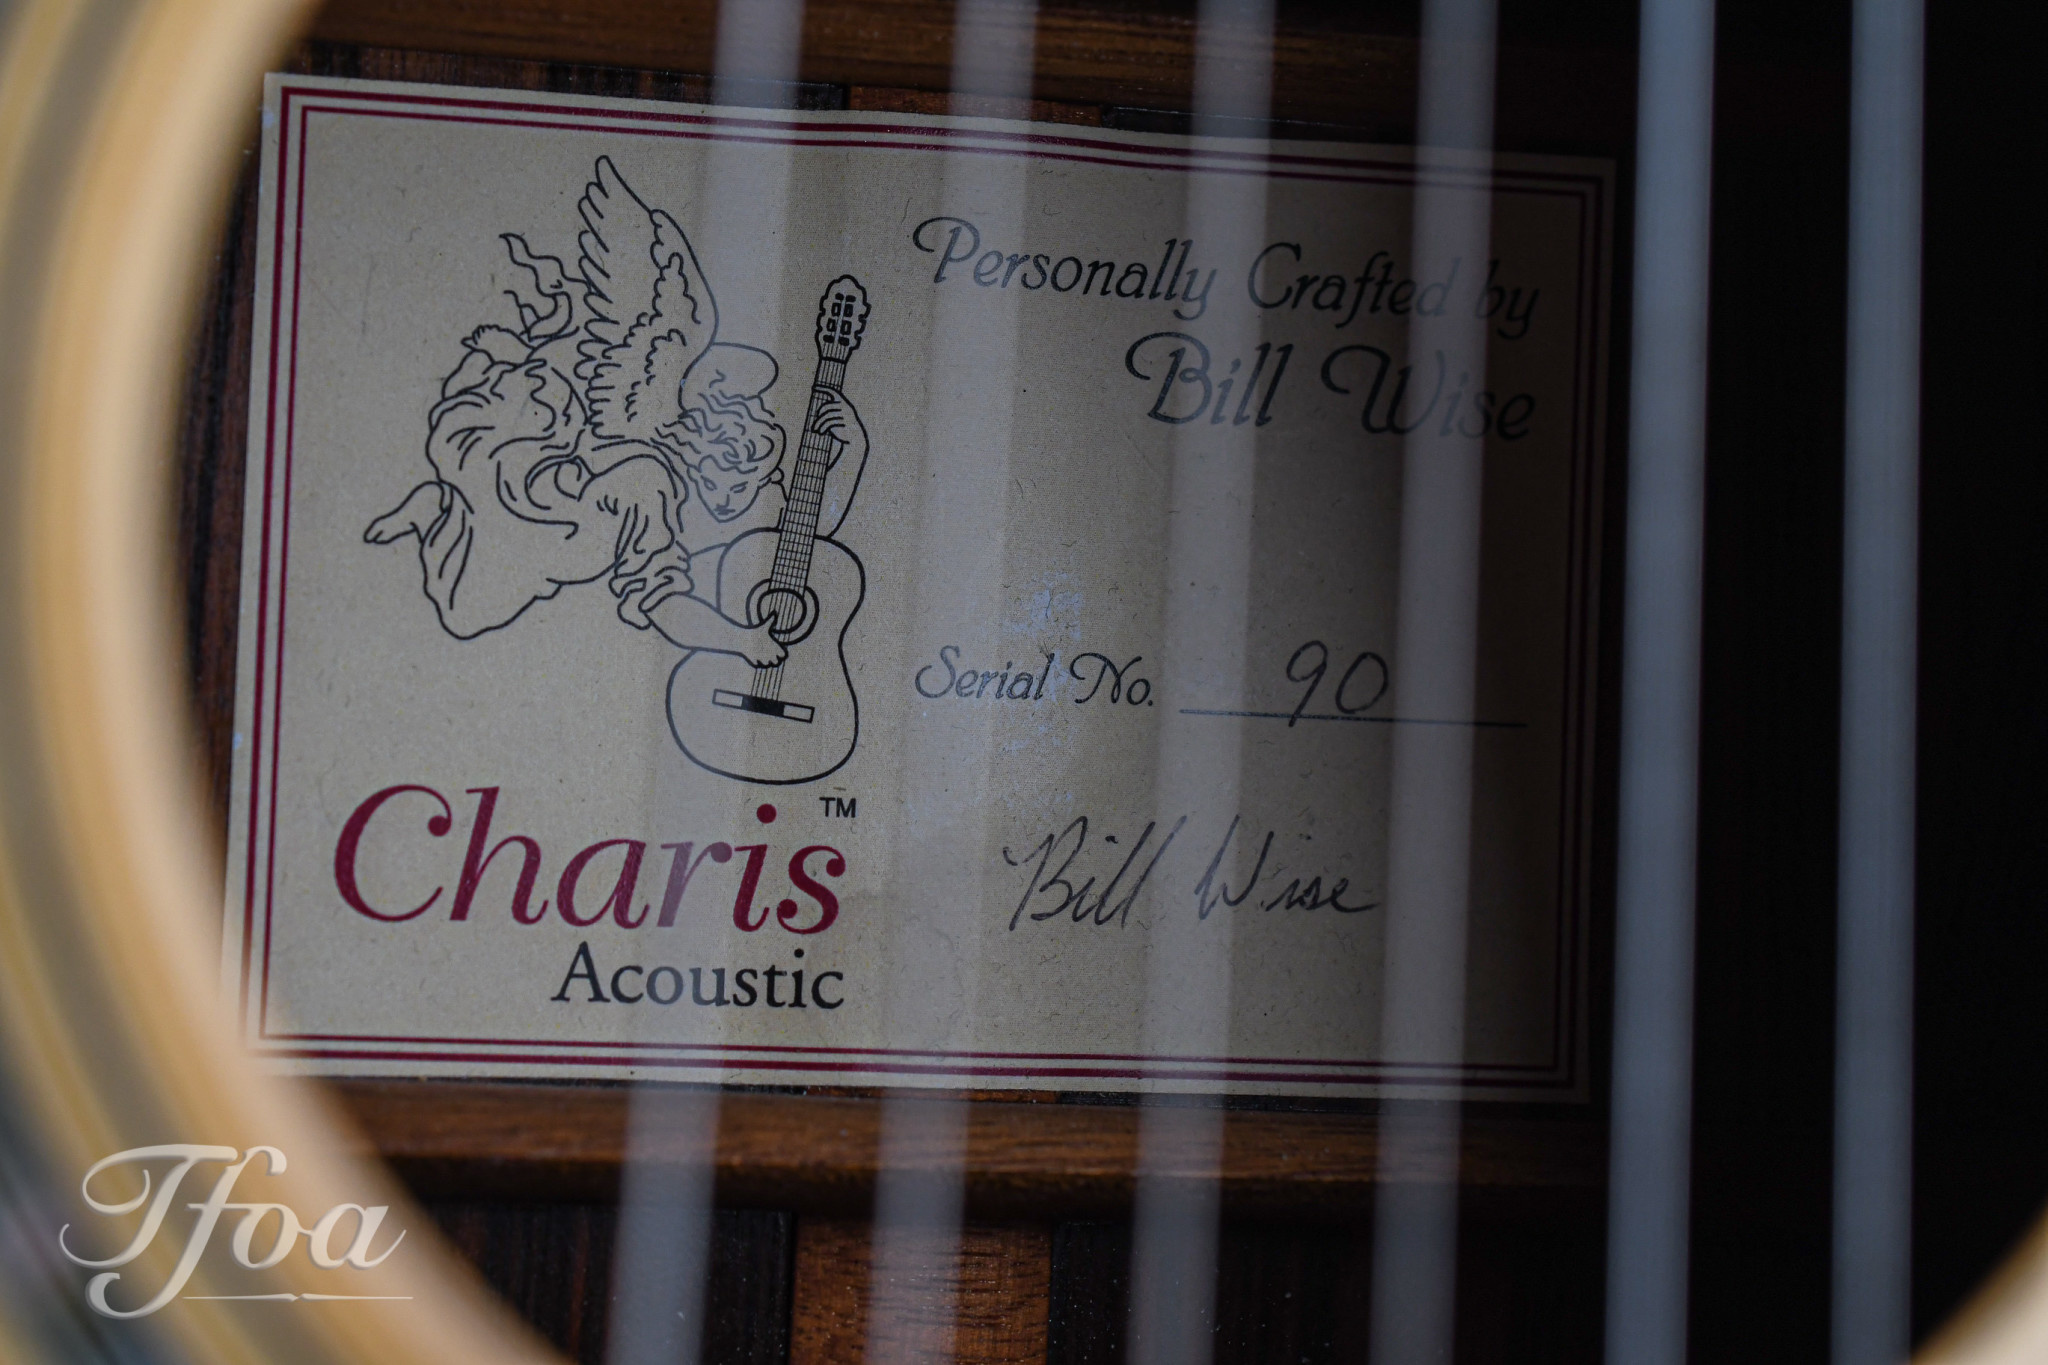 Personally Crafted by
Bill Wise
Serial No. 90
Bill Wise
Charis™
Acoustic
Tfoa